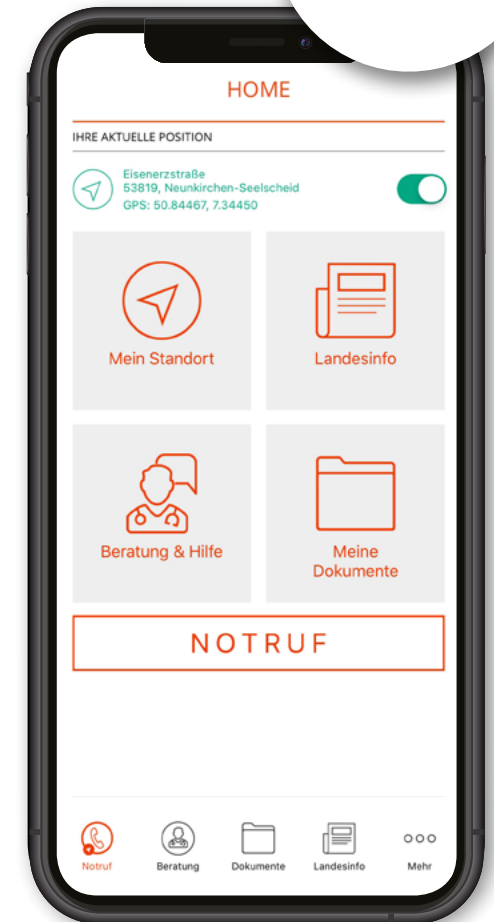 HOME
IHRE AKTUELLE POSITION
Eisenerzstraße
53819, Neunkirchen-Seelscheid
GPS: 50.84467, 7.34450
Mein Standort
Landesinfo
Beratung & Hilfe
Meine
Dokumente
NOTRUF
Notruf
Beratung
Dokumente
Landesinfo
Mehr